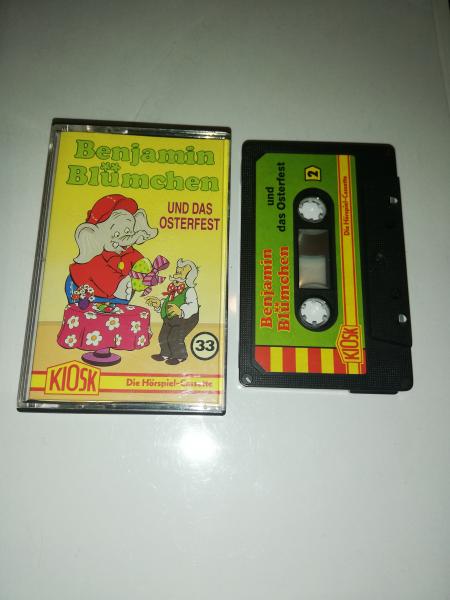 Benjamin
Blümchen
UND DAS
OSTERFEST
33
KIOSK
Die Hörspiel-Cassette
Benjamin
Blümchen
und
das Osterfest
2
KIOSK
Die Hörspiel-Cassette